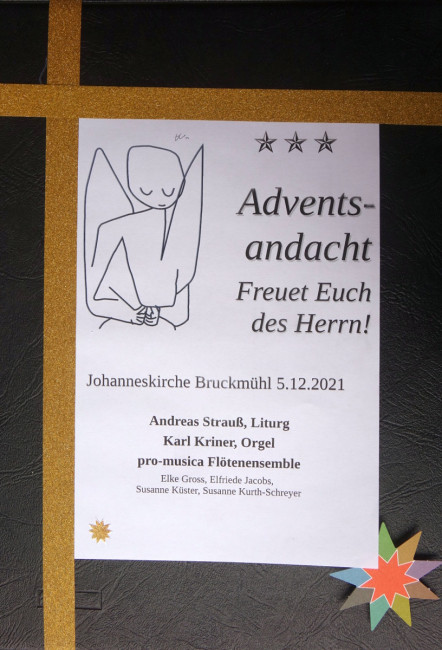 Advents-
andacht
Freuet Euch
des Herrn!
Johanneskirche Bruckmühl 5.12.2021
Andreas Strauß, Liturg
Karl Kriner, Orgel
pro-musica Flötenensemble
Elke Gross, Elfriede Jacobs,
Susanne Küster, Susanne Kurth-Schreyer